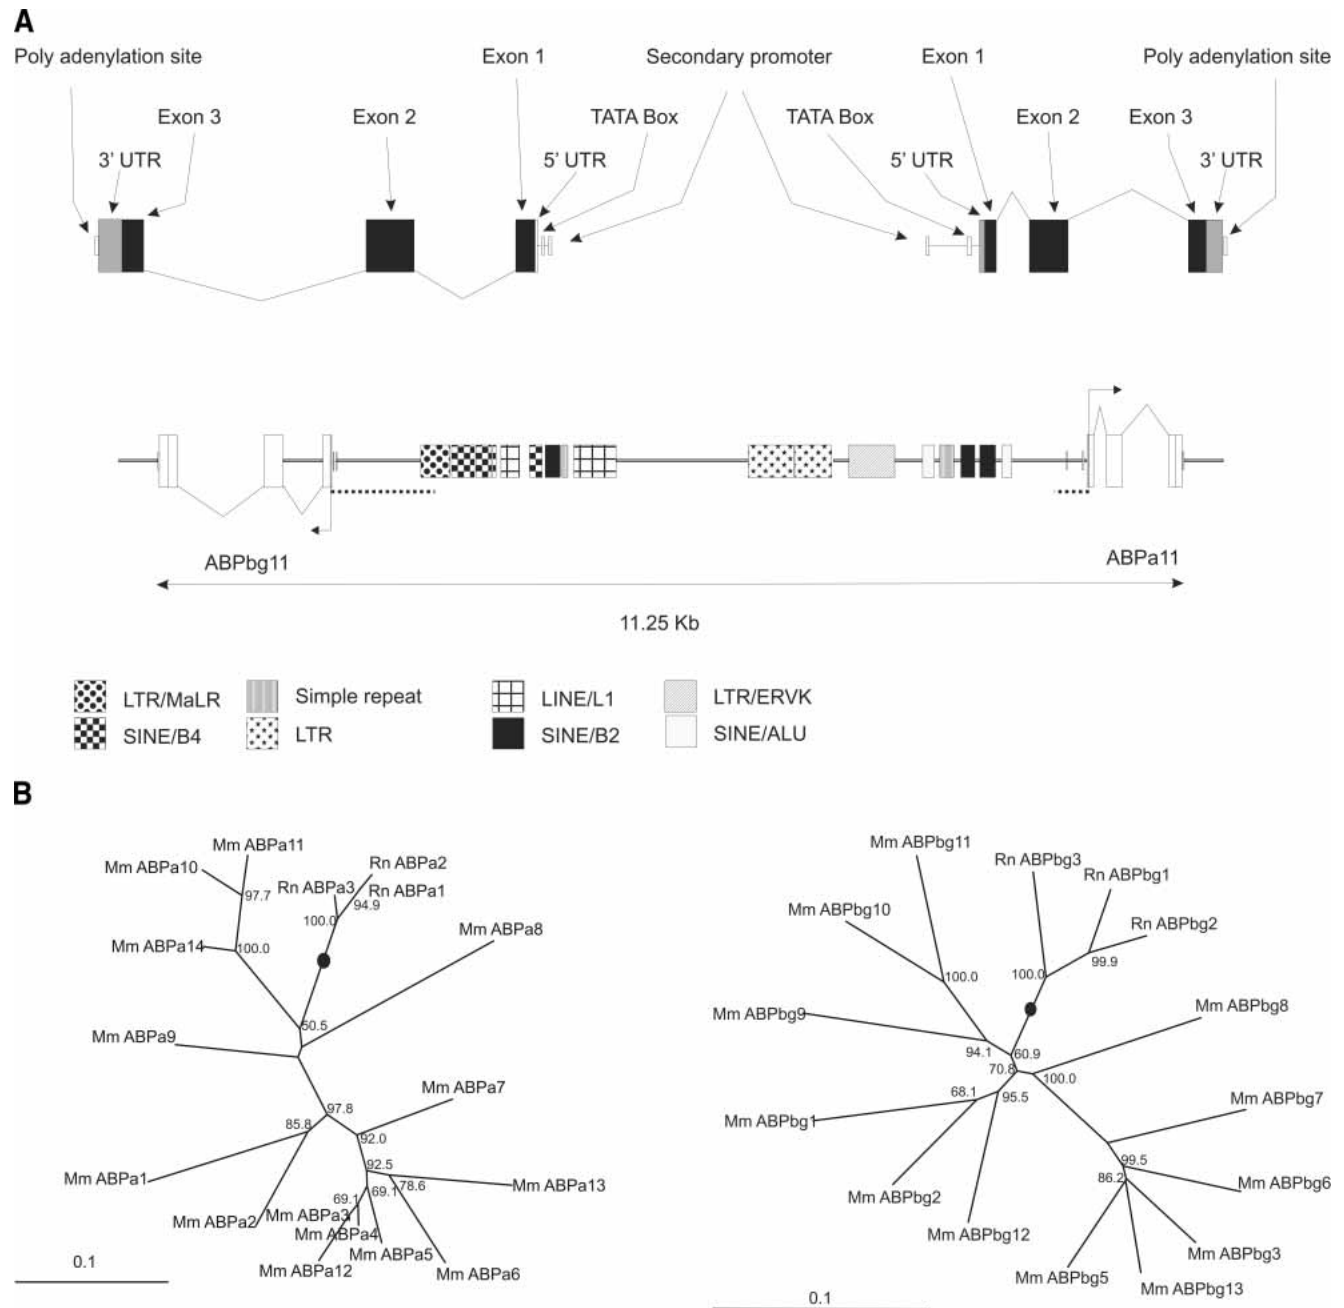 A
Poly adenylation site
Exon 1
Secondary promoter
Exon 1
Poly adenylation site
Exon 3
Exon 2
TATA Box
TATA Box
Exon 2
Exon 3
3' UTR
5' UTR
5' UTR
3' UTR
ABPbg11
ABPa11
11.25 Kb
LTR/MaLR
Simple repeat
LINE/L1
LTR/ERVK
SINE/B4
LTR
SINE/B2
SINE/ALU
B
Mm ABPa11
Mm ABPa10
Rn ABPa2
Rn ABPa3
Rn ABPa1
97.7
94.9
100.0
Mm ABPa14
100.0
Mm ABPa8
60.5
Mm ABPa9
Mm ABPa7
97.8
85.8
92.0
92.5
Mm ABPa1
78.6
Mm ABPa13
69.1
69.1
Mm ABPa2
Mm ABPa3
Mm ABPa4
Mm ABPa5
Mm ABPa12
Mm ABPa6
0.1
Mm ABPbg11
Rn ABPbg3
Rn ABPbg1
Mm ABPbg10
Rn ABPbg2
99.9
100.0
100.0
Mm ABPbg9
Mm ABPbg8
94.1
60.9
70.8
100.0
68.1
95.5
Mm ABPbg7
Mm ABPbg1
99.5
86.2
Mm ABPbg6
Mm ABPbg2
Mm ABPbg12
Mm ABPbg3
Mm ABPbg5
Mm ABPbg13
0.1